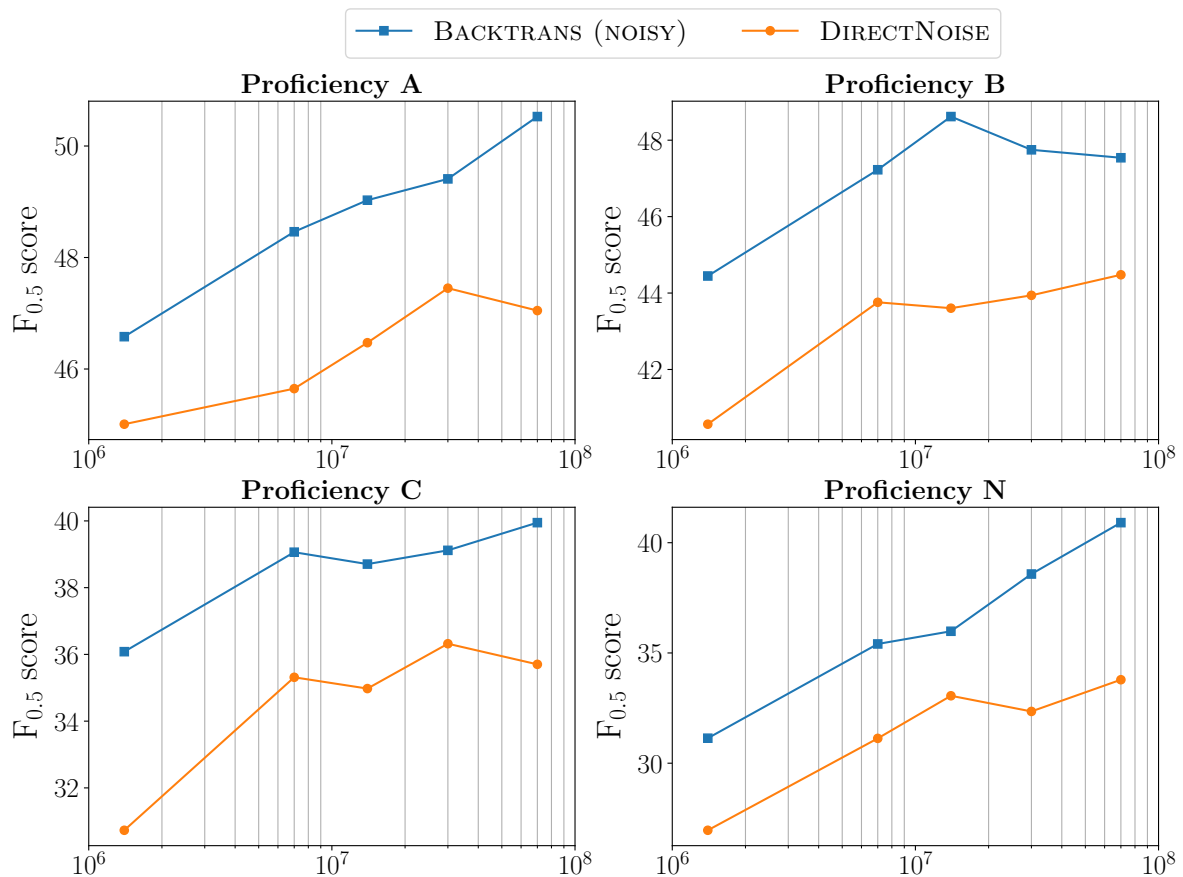 BACKTRANS (NOISY) DIRECTNOISE
Proficiency A
Proficiency B
F0.5 score
50
48
46
10^6 10^7 10^8
F0.5 score
48
46
44
42
10^6 10^7 10^8
Proficiency C
Proficiency N
F0.5 score
40
38
36
34
32
10^6 10^7 10^8
F0.5 score
40
35
30
10^6 10^7 10^8